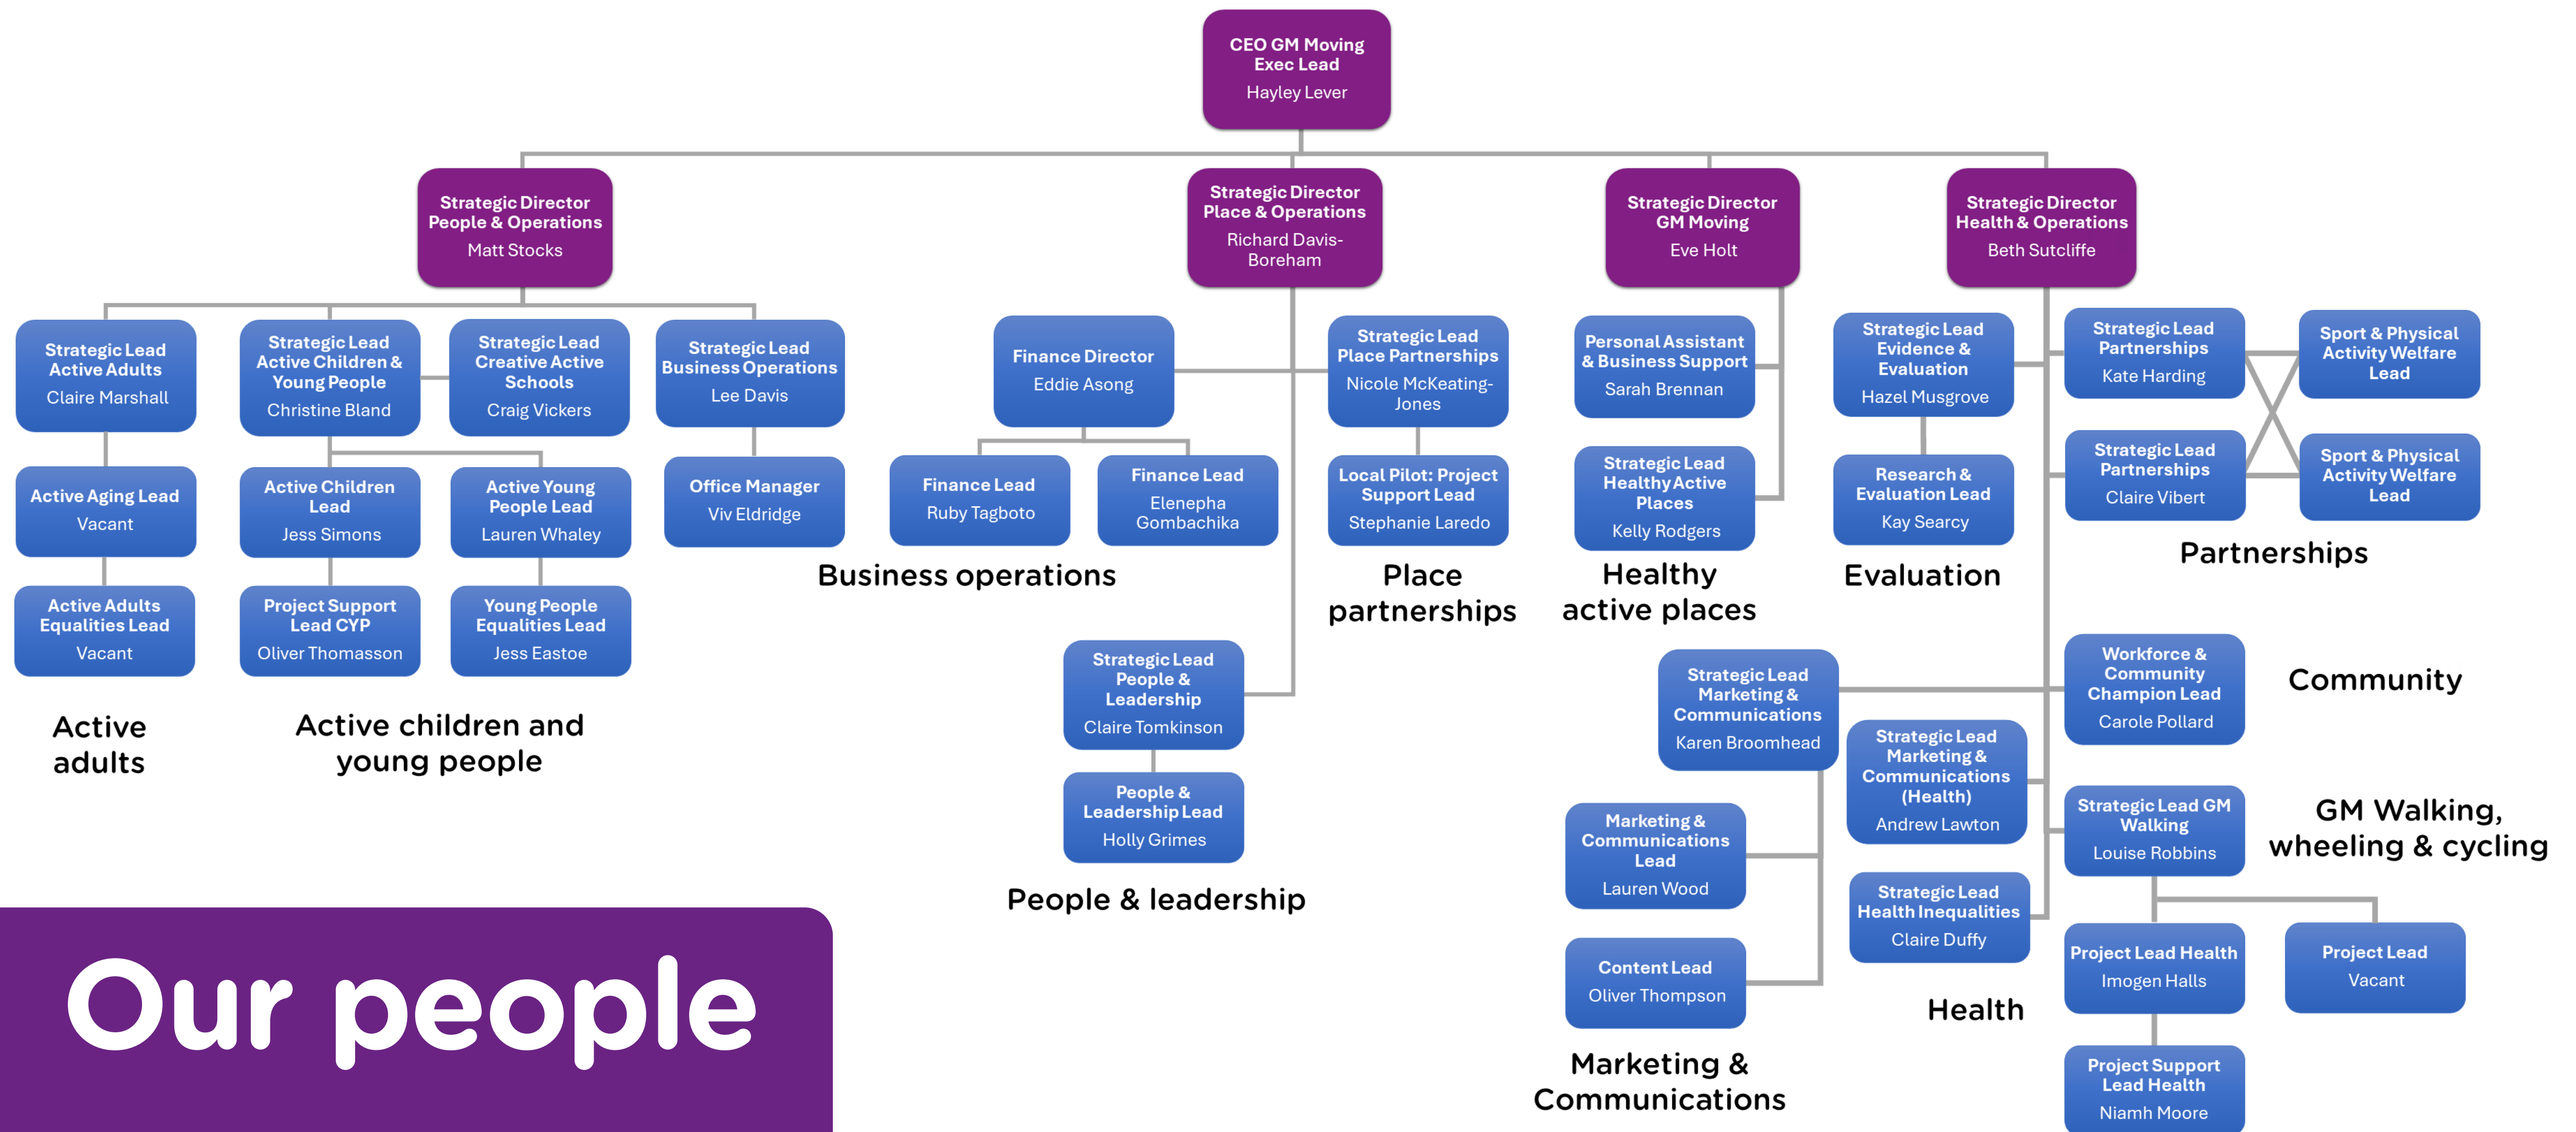 CEO GM Moving
Exec Lead
Hayley Lever
Strategic Director
People & Operations
Matt Stocks
Strategic Director
Place & Operations
Richard Davis-
Boreham
Strategic Director
GM Moving
Eve Holt
Strategic Director
Health & Operations
Beth Sutcliffe
Strategic Lead
Active Adults
Claire Marshall
Strategic Lead
Active Children &
Young People
Christine Bland
Strategic Lead
Creative Active
Schools
Craig Vickers
Strategic Lead
Business Operations
Lee Davis
Finance Director
Eddie Asong
Strategic Lead
Place Partnerships
Nicole McKeating-
Jones
Personal Assistant
& Business Support
Sarah Brennan
Strategic Lead
Evidence &
Evaluation
Hazel Musgrove
Strategic Lead
Partnerships
Kate Harding
Sport & Physical
Activity Welfare
Lead
Active Aging Lead
Vacant
Active Children
Lead
Jess Simons
Active Young
People Lead
Lauren Whaley
Office Manager
Viv Eldridge
Finance Lead
Ruby Tagboto
Finance Lead
Elenepha
Gombachika
Local Pilot: Project
Support Lead
Stephanie Laredo
Strategic Lead
Healthy Active
Places
Kelly Rodgers
Research &
Evaluation Lead
Kay Searcy
Strategic Lead
Partnerships
Claire Vibert
Sport & Physical
Activity Welfare
Lead
Active Adults
Equalities Lead
Vacant
Project Support
Lead CYP
Oliver Thomasson
Young People
Equalities Lead
Jess Eastoe
Business operations
Place
partnerships
Healthy
active places
Evaluation
Partnerships
Active
adults
Active children and
young people
Strategic Lead
People &
Leadership
Claire Tomkinson
People &
Leadership Lead
Holly Grimes
People & leadership
Strategic Lead
Marketing &
Communications
Karen Broomhead
Strategic Lead
Marketing &
Communications
(Health)
Andrew Lawton
Workforce &
Community
Champion Lead
Carole Pollard
Community
Marketing &
Communications
Lead
Lauren Wood
Strategic Lead GM
Walking
Louise Robbins
GM Walking,
wheeling & cycling
Strategic Lead
Health Inequalities
Claire Duffy
Content Lead
Oliver Thompson
Project Lead Health
Imogen Halls
Project Lead
Vacant
Health
Marketing &
Communications
Project Support
Lead Health
Niamh Moore
Our people